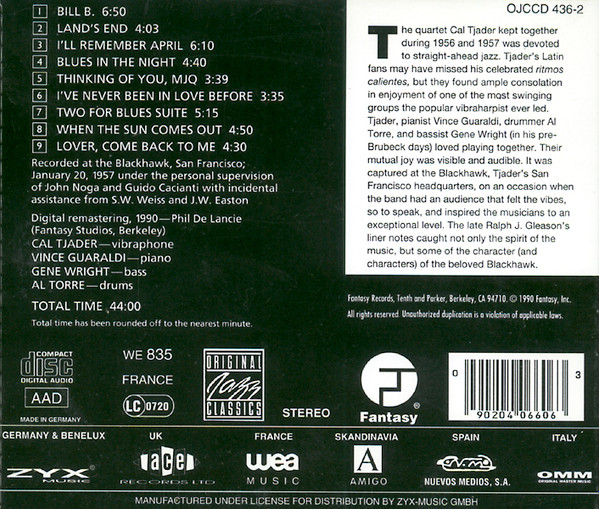 1 BILL B. 6:50
2 LAND'S END 4:03
3 I'LL REMEMBER APRIL 6:10
4 BLUES IN THE NIGHT 4:40
5 THINKING OF YOU, MJQ 3:39
6 I'VE NEVER BEEN IN LOVE BEFORE 3:35
7 TWO FOR BLUES SUITE 5:15
8 WHEN THE SUN COMES OUT 4:50
9 LOVER, COME BACK TO ME 4:30
Recorded at the Blackhawk, San Francisco;
January 20, 1957 under the personal supervision
of John Noga and Guido Cacianti with incidental
assistance from S.W. Weiss and J.W. Easton
Digital remastering, 1990—Phil De Lancie
(Fantasy Studios, Berkeley)
CAL TJADER—vibraphone
VINCE GUARALDI—piano
GENE WRIGHT—bass
AL TORRE—drums
TOTAL TIME 44:00
Total time has been rounded off to the nearest minute.
OJCCD 436-2
The quartet Cal Tjader kept together
during 1956 and 1957 was devoted
to straight-ahead jazz. Tjader's Latin
fans may have missed his celebrated ritmos
calientes, but they found ample consolation
in enjoyment of one of the most swinging
groups the popular vibraharpist ever led.
Tjader, pianist Vince Guaraldi, drummer Al
Torre, and bassist Gene Wright (in his pre-
Brubeck days) loved playing together. Their
mutual joy was visible and audible. It was
captured at the Blackhawk, Tjader's San
Francisco headquarters, on an occasion when
the band had an audience that felt the vibes,
so to speak, and inspired the musicians to an
exceptional level. The late Ralph J. Gleason's
liner notes caught not only the spirit of the
music, but some of the character (and
characters) of the beloved Blackhawk.
Fantasy Records, Tenth and Parker, Berkeley, CA 94710. © 1990 Fantasy, Inc.
All rights reserved. Unauthorized duplication is a violation of applicable laws.
COMPACT
disc
DIGITAL AUDIO
AAD
MADE IN GERMANY
WE 835
FRANCE
LC 0720
ORIGINAL
Jazz
CLASSICS
STEREO
F
®
Fantasy
0 90204 06606 3
GERMANY & BENELUX
ZYX
MUSIC
UK
ace
RECORDS LTD
FRANCE
wea
MUSIC
SKANDINAVIA
A
AMIGO
SPAIN
N.M.
NUEVOS MEDIOS, S.A.
ITALY
OMM
ORIGINAL MASTER MUSIC
MANUFACTURED UNDER LICENSE FOR DISTRIBUTION BY ZYX-MUSIC GMBH